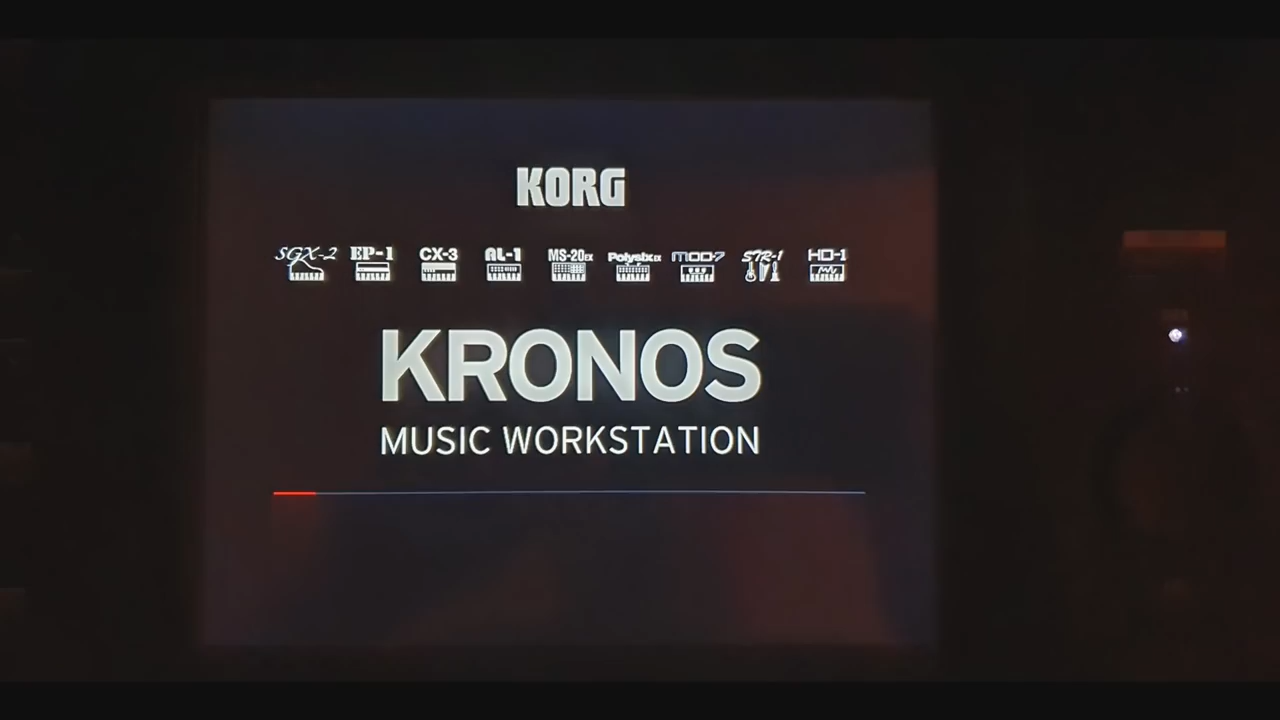 KORG
SGX-2 EP-1 CX-3 AL-1 MS-20EX PolysixEX MOD-7 STR-1 HD-1
KRONOS
MUSIC WORKSTATION